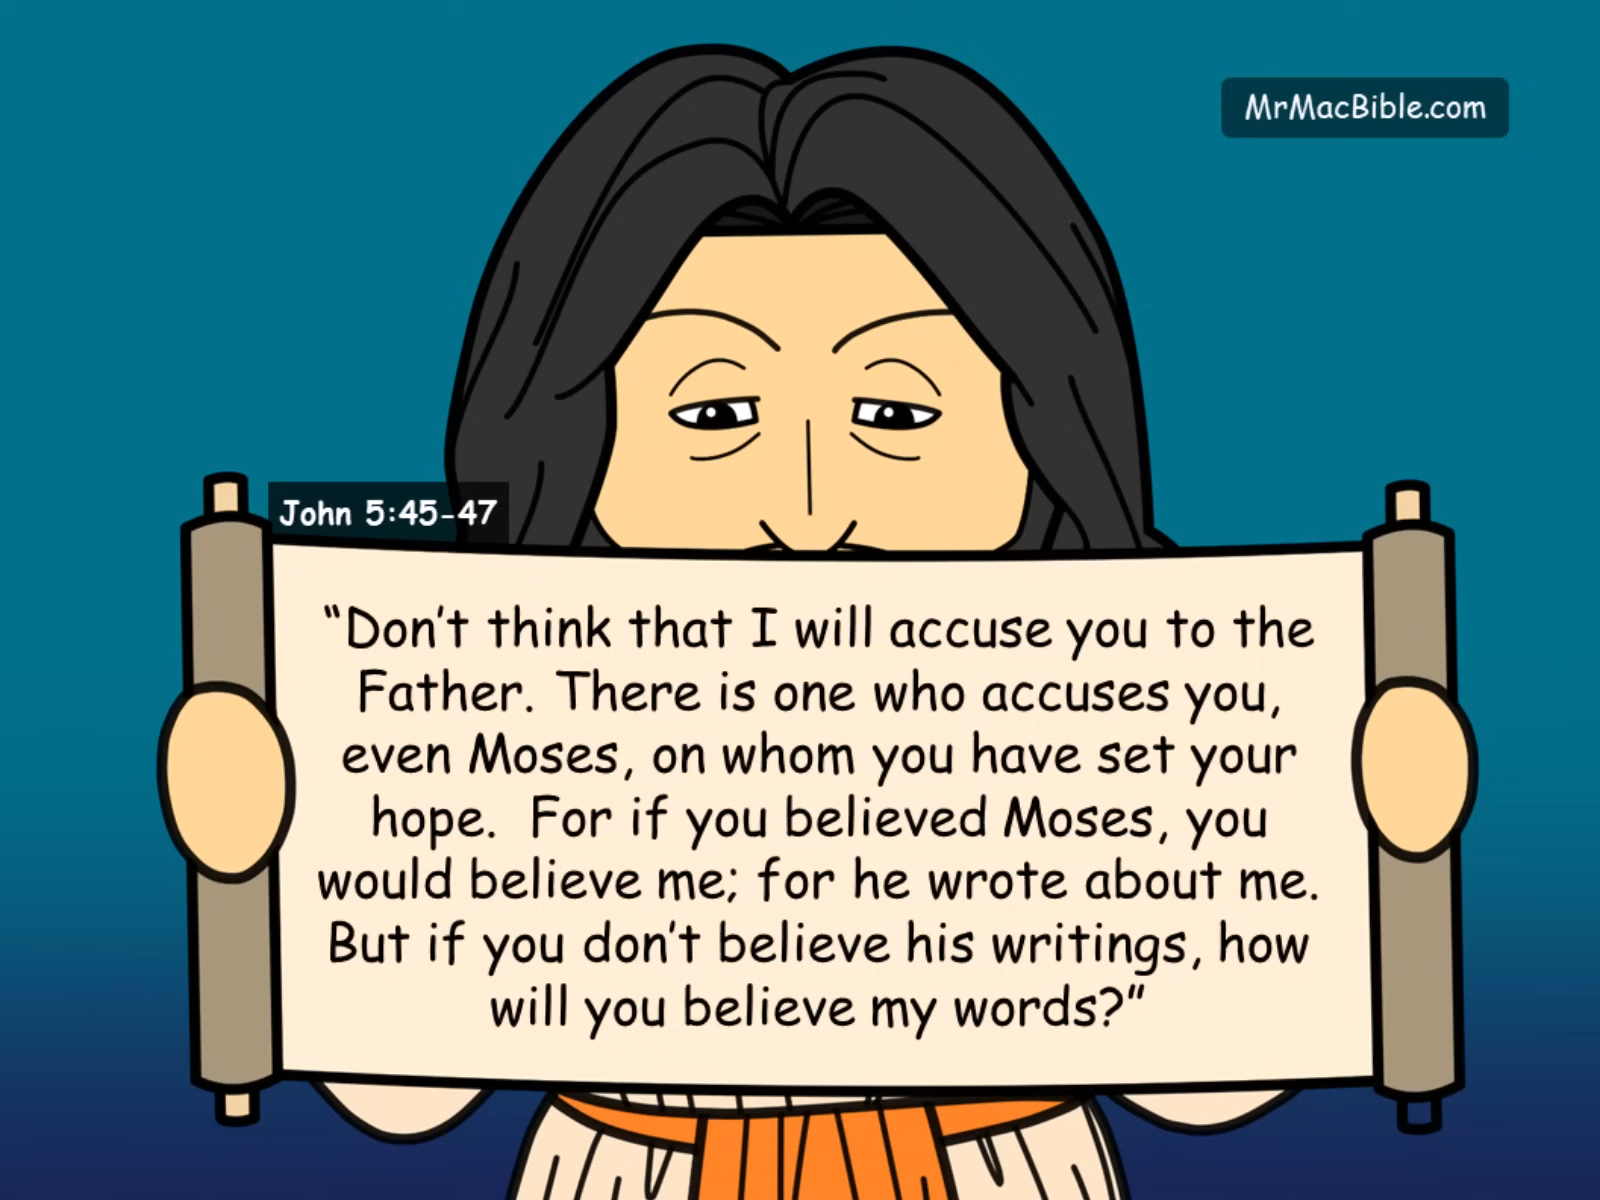 MrMacBible.com
John 5:45-47
“Don’t think that I will accuse you to the
Father. There is one who accuses you,
even Moses, on whom you have set your
hope.  For if you believed Moses, you
would believe me; for he wrote about me.
But if you don’t believe his writings, how
will you believe my words?”